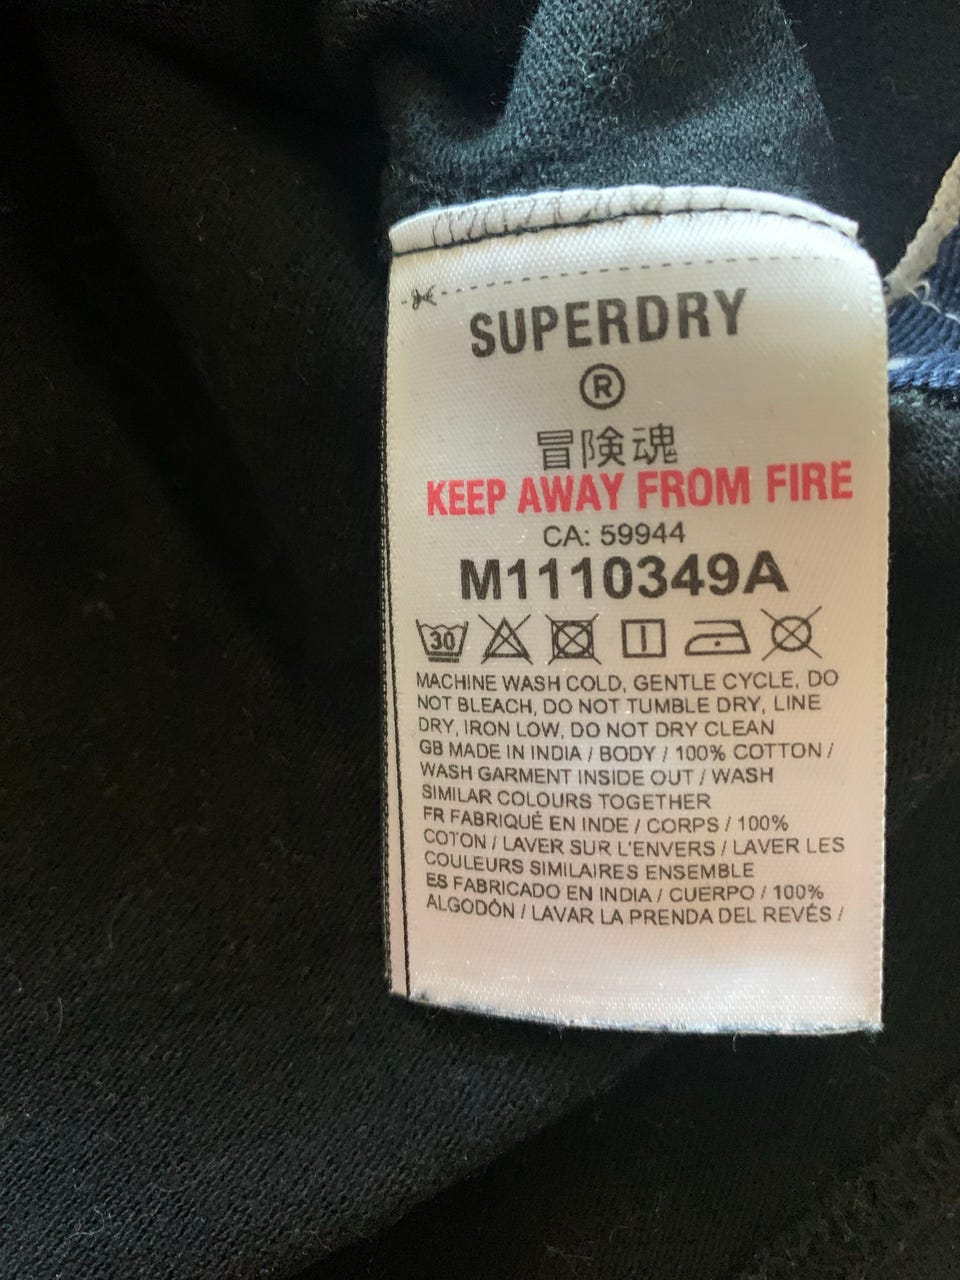 SUPERDRY
®
冒険魂
KEEP AWAY FROM FIRE
CA: 59944
M1110349A
30
MACHINE WASH COLD, GENTLE CYCLE, DO
NOT BLEACH, DO NOT TUMBLE DRY, LINE
DRY, IRON LOW, DO NOT DRY CLEAN
GB MADE IN INDIA / BODY / 100% COTTON /
WASH GARMENT INSIDE OUT / WASH
SIMILAR COLOURS TOGETHER
FR FABRIQUÉ EN INDE / CORPS / 100%
COTON / LAVER SUR L'ENVERS / LAVER LES
COULEURS SIMILAIRES ENSEMBLE
ES FABRICADO EN INDIA / CUERPO / 100%
ALGODÓN / LAVAR LA PRENDA DEL REVÉS /